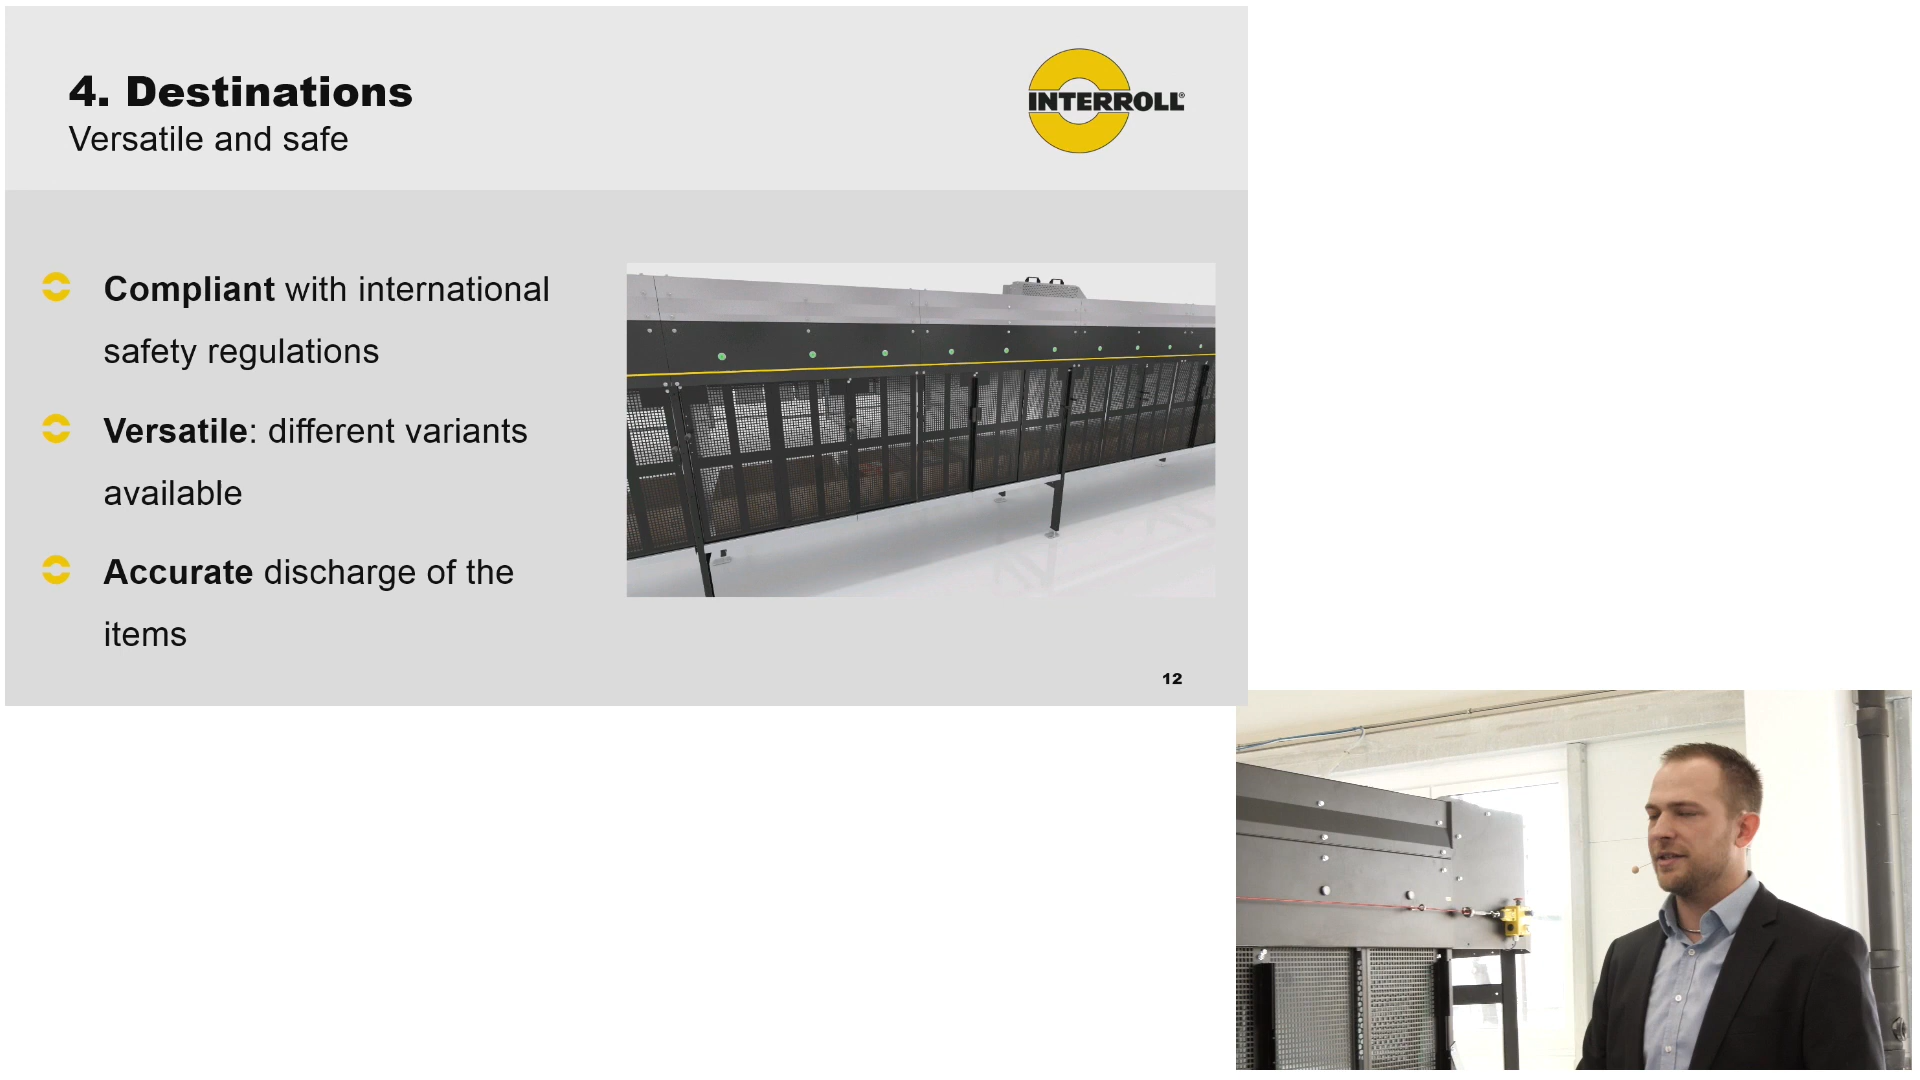 4. Destinations
Versatile and safe
INTERROLL®
Compliant with international
safety regulations
Versatile: different variants
available
Accurate discharge of the
items
12